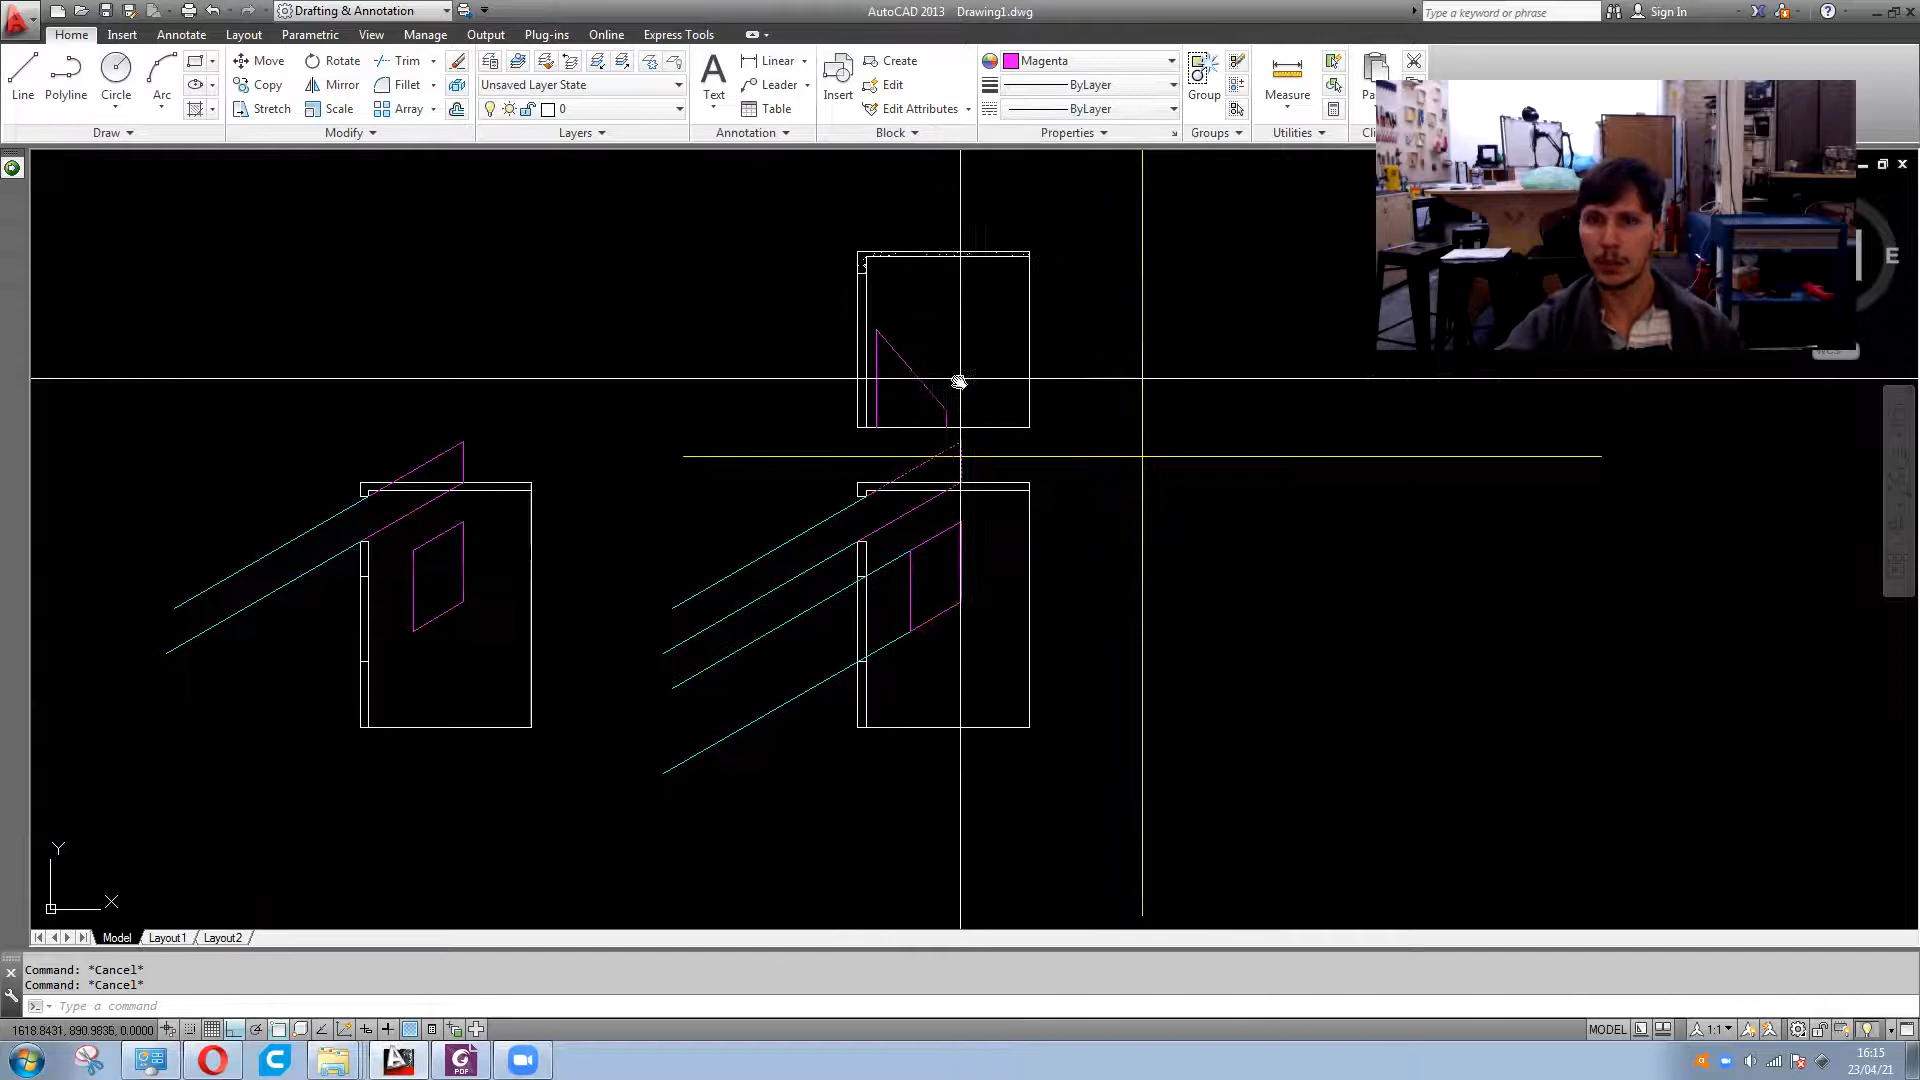 Drafting & Annotation
AutoCAD 2013 Drawing1.dwg
Type a keyword or phrase
Sign In
Home Insert Annotate Layout Parametric View Manage Output Plug-ins Online Express Tools
Line Polyline Circle Arc
Move Rotate Trim
Copy Mirror Fillet
Stretch Scale Array
Unsaved Layer State
0
Text
Linear
Leader
Table
Insert
Create
Edit
Edit Attributes
Magenta
ByLayer
ByLayer
Group
Measure
Draw Modify Layers Annotation Block Properties Groups Utilities
E
Y
X
Model Layout1 Layout2
Command: *Cancel*
Command: *Cancel*
Type a command
1618.8431, 890.9836, 0.0000
MODEL
1:1
PDF
16:15
23/04/21